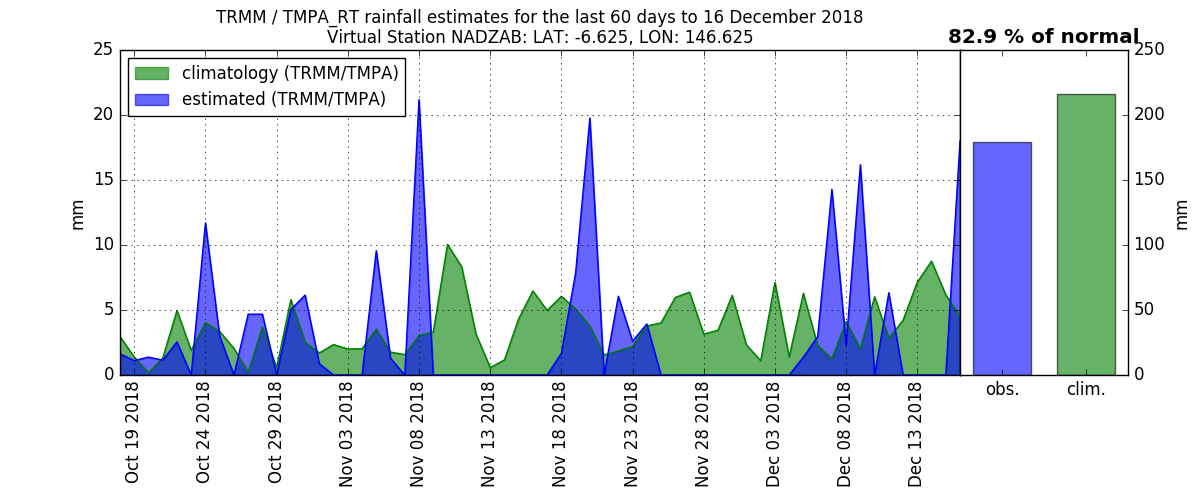 TRMM / TMPA_RT rainfall estimates for the last 60 days to 16 December 2018
Virtual Station NADZAB: LAT: -6.625, LON: 146.625
82.9 % of normal
climatology (TRMM/TMPA)
estimated (TRMM/TMPA)
25
20
15
10
5
0
mm
250
200
150
100
50
0
mm
Oct 19 2018
Oct 24 2018
Oct 29 2018
Nov 03 2018
Nov 08 2018
Nov 13 2018
Nov 18 2018
Nov 23 2018
Nov 28 2018
Dec 03 2018
Dec 08 2018
Dec 13 2018
obs.
clim.